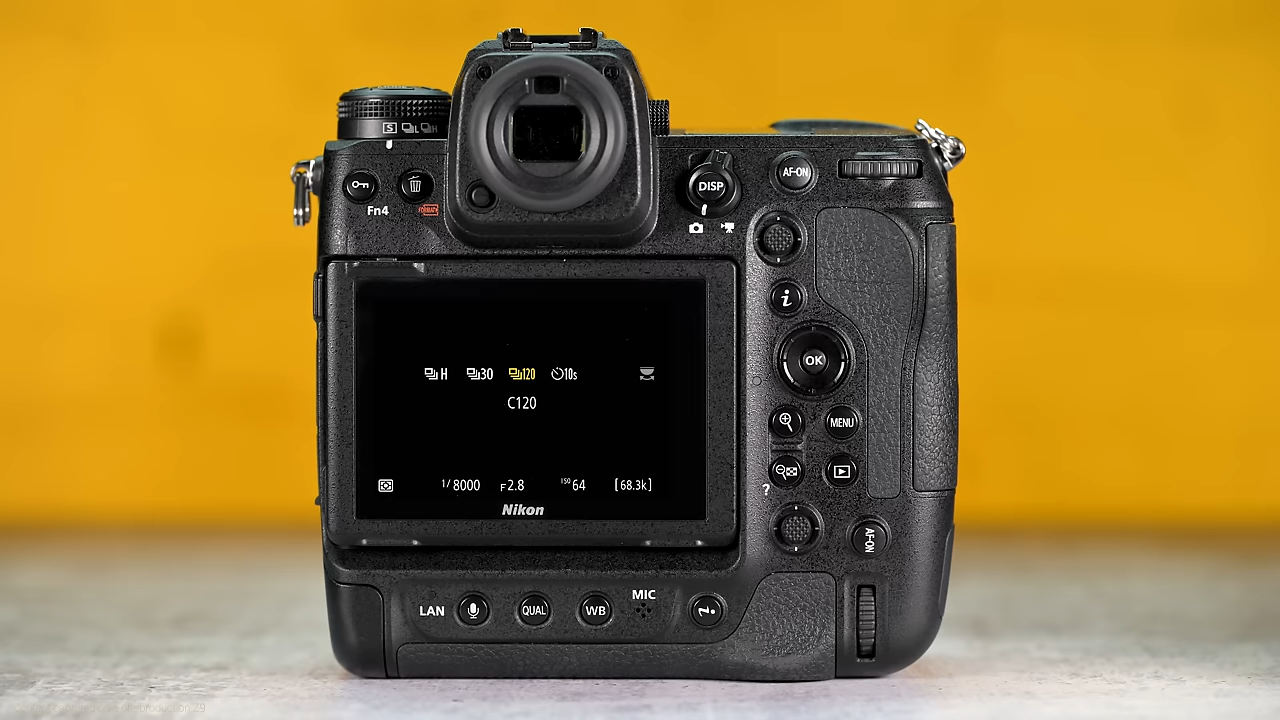 S L H
DISP
AF-ON
Fn4
FORMAT
i
H 30 120 10s
C120
OK
MENU
1/8000 F2.8 ISO 64 [68.3k]
?
Nikon
AF-ON
LAN QUAL WB MIC i